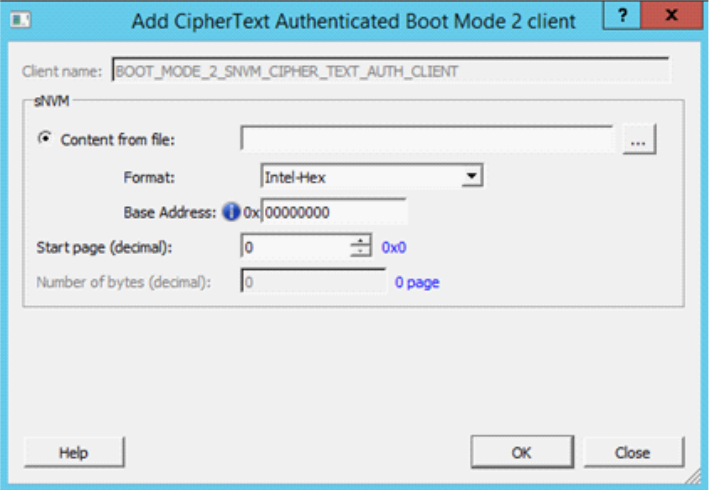 Add CipherText Authenticated Boot Mode 2 client
? x
Client name: BOOT_MODE_2_SNVM_CIPHER_TEXT_AUTH_CLIENT
sNVM
Content from file: ...
Format: Intel-Hex
Base Address: i 0x 00000000
Start page (decimal): 0 0x0
Number of bytes (decimal): 0 0 page
Help OK Close